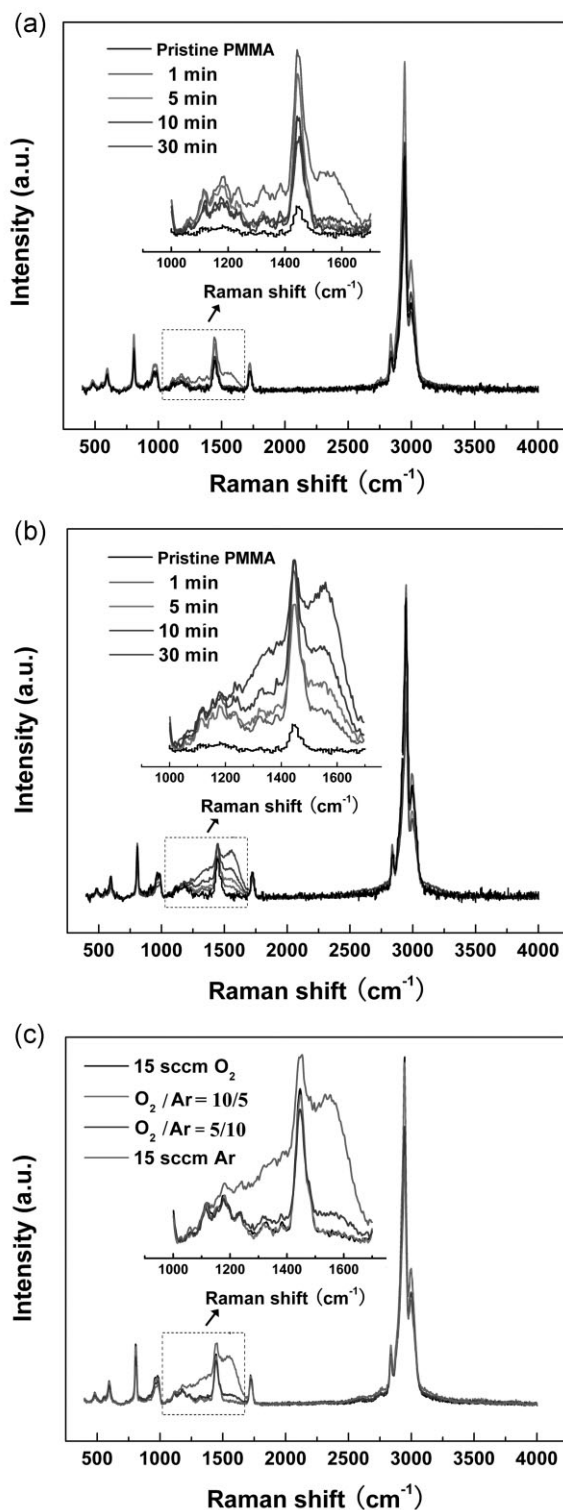 (a)
Pristine PMMA
1 min
5 min
10 min
30 min
1000 1200 1400 1600
Raman shift（cm-1）
Intensity (a.u.)
500 1000 1500 2000 2500 3000 3500 4000
Raman shift（cm-1）
(b)
Pristine PMMA
1 min
5 min
10 min
30 min
1000 1200 1400 1600
Raman shift（cm-1）
Intensity (a.u.)
500 1000 1500 2000 2500 3000 3500 4000
Raman shift（cm-1）
(c)
15 sccm O2
O2 /Ar= 10/5
O2 /Ar= 5/10
15 sccm Ar
1000 1200 1400 1600
Raman shift（cm-1）
Intensity (a.u.)
500 1000 1500 2000 2500 3000 3500 4000
Raman shift（cm-1）